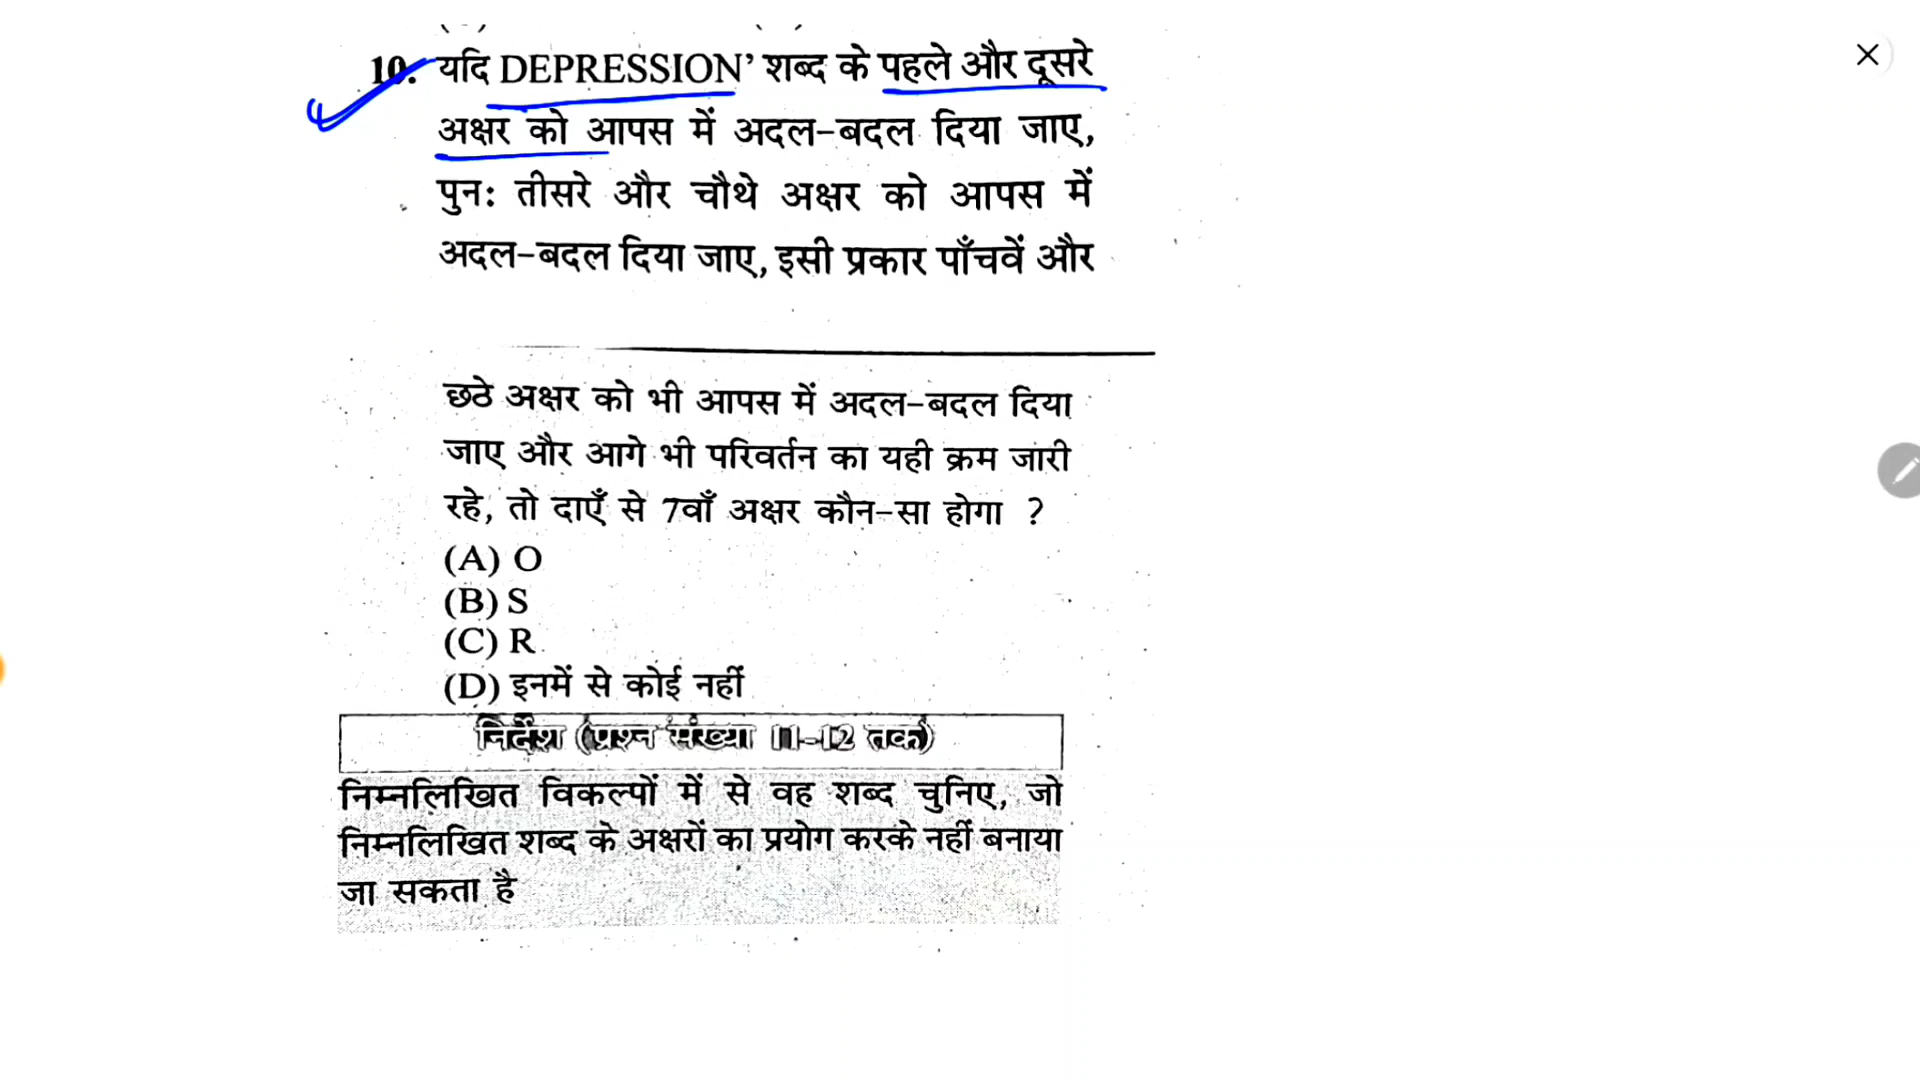 10. यदि DEPRESSION’ शब्द के पहले और दूसरे
अक्षर को आपस में अदल-बदल दिया जाए,
पुनः तीसरे और चौथे अक्षर को आपस में
अदल-बदल दिया जाए, इसी प्रकार पाँचवें और
छठे अक्षर को भी आपस में अदल-बदल दिया
जाए और आगे भी परिवर्तन का यही क्रम जारी
रहे, तो दाएँ से 7वाँ अक्षर कौन-सा होगा ?
(A) O
(B) S
(C) R
(D) इनमें से कोई नहीं
निर्देश (प्रश्न संख्या 11-12 तक)
निम्नलिखित विकल्पों में से वह शब्द चुनिए, जो
निम्नलिखित शब्द के अक्षरों का प्रयोग करके नहीं बनाया
जा सकता है